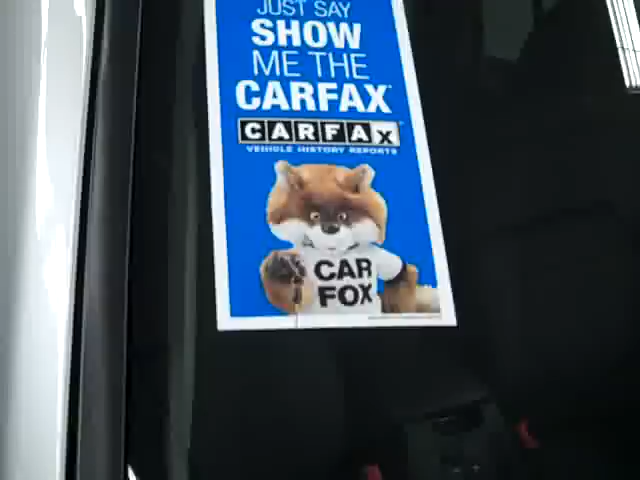 JUST SAY
SHOW
ME THE
CARFAX
CARFAX
VEHICLE HISTORY REPORTS
CAR
FOX